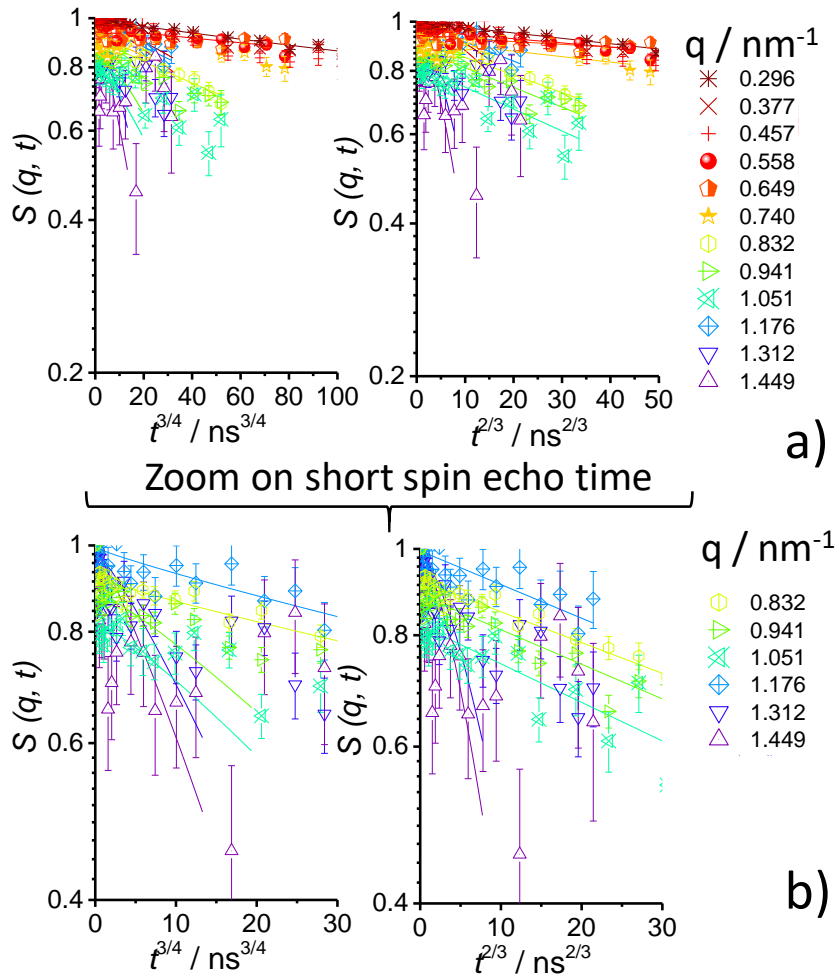 S (q, t)
1
0.8
0.6
0.4
0.2
0 20 40 60 80 100
t^3/4 / ns^3/4
S (q, t)
1
0.8
0.6
0.4
0.2
0 10 20 30 40 50
t^2/3 / ns^2/3
q / nm^-1
0.296
0.377
0.457
0.558
0.649
0.740
0.832
0.941
1.051
1.176
1.312
1.449
a)
Zoom on short spin echo time
S (q, t)
1
0.8
0.6
0.4
0 10 20 30
t^3/4 / ns^3/4
S (q, t)
1
0.8
0.6
0.4
0 10 20 30
t^2/3 / ns^2/3
q / nm^-1
0.832
0.941
1.051
1.176
1.312
1.449
b)